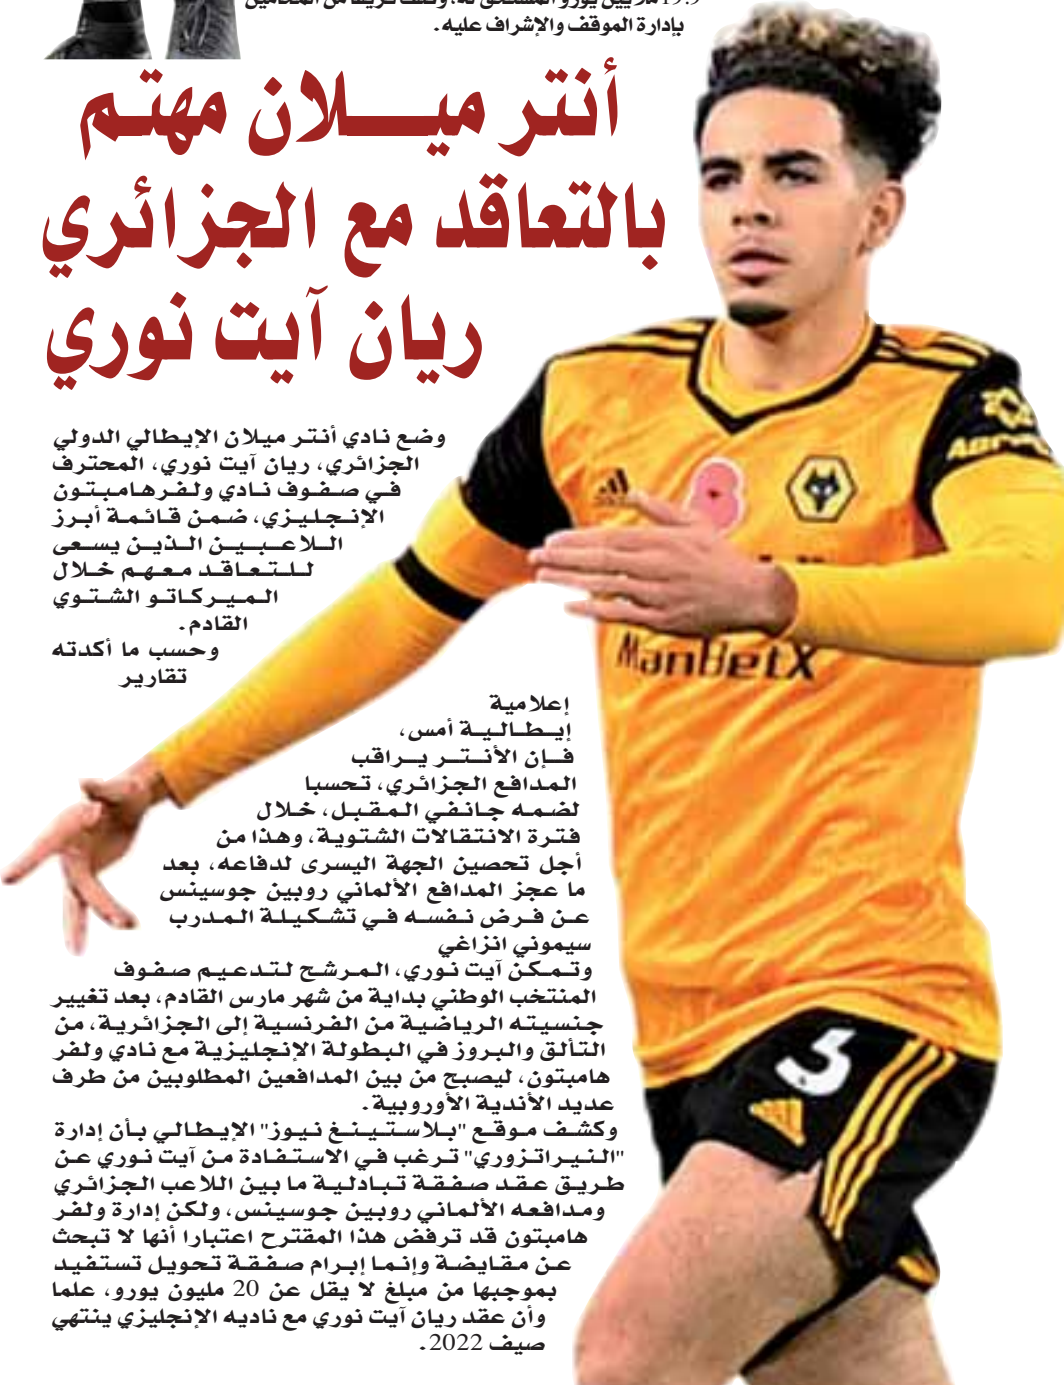 بإدارة الموقف والإشراف عليه.
أنتر ميلان مهتم
بالتعاقد مع الجزائري
ريان آيت نوري
وضع نادي أنتر ميلان الإيطالي الدولي
الجزائري، ريان آيت نوري، المحترف
في صفوف نادي ولفرهامبتون
الإنجليزي، ضمن قائمة أبرز
اللاعبين الذين يسعى
للتعاقد معهم خلال
الميركاتو الشتوي
القادم.
وحسب ما أكدته
تقارير
إعلامية
إيطالية أمس،
فإن الأنتر يراقب
المدافع الجزائري، تحسبا
لضمه جانفي المقبل، خلال
فترة الانتقالات الشتوية، وهذا من
أجل تحصين الجهة اليسرى لدفاعه، بعد
ما عجز المدافع الألماني روبين جوسينس
عن فرض نفسه في تشكيلة المدرب
سيموني انزاغي
وتمكن آيت نوري، المرشح لتدعيم صفوف
المنتخب الوطني بداية من شهر مارس القادم، بعد تغيير
جنسيته الرياضية من الفرنسية إلى الجزائرية، من
التألق والبروز في البطولة الإنجليزية مع نادي ولفر
هامبتون، ليصبح من بين المدافعين المطلوبين من طرف
عديد الأندية الأوروبية.
وكشف موقع "بلاستينغ نيوز" الإيطالي بأن إدارة
"النيراتزوري" ترغب في الاستفادة من آيت نوري عن
طريق عقد صفقة تبادلية ما بين اللاعب الجزائري
ومدافعه الألماني روبين جوسينس، ولكن إدارة ولفر
هامبتون قد ترفض هذا المقترح اعتبارا أنها لا تبحث
عن مقايضة وإنما إبرام صفقة تحويل تستفيد
بموجبها من مبلغ لا يقل عن 20 مليون يورو، علما
وأن عقد ريان آيت نوري مع ناديه الإنجليزي ينتهي
صيف 2022.
ManBetX
3